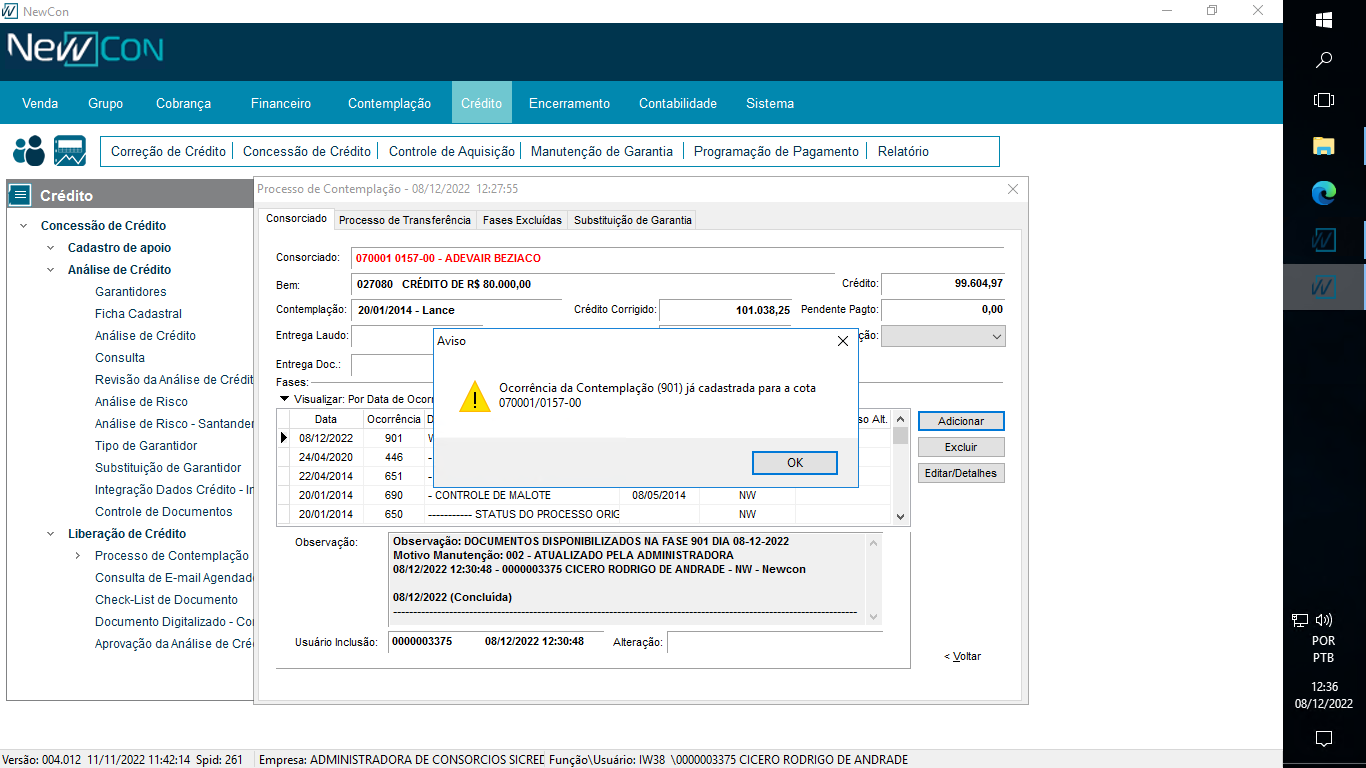 NewCon
NewCon
Venda Grupo Cobrança Financeiro Contemplação Crédito Encerramento Contabilidade Sistema
Correção de Crédito Concessão de Crédito Controle de Aquisição Manutenção de Garantia Programação de Pagamento Relatório
Crédito
Concessão de Crédito
Cadastro de apoio
Análise de Crédito
Garantidores
Ficha Cadastral
Análise de Crédito
Consulta
Revisão da Análise de Crédit
Análise de Risco
Análise de Risco - Santander
Tipo de Garantidor
Substituição de Garantidor
Integração Dados Crédito - In
Controle de Documentos
Liberação de Crédito
Processo de Contemplação
Consulta de E-mail Agendado
Check-List de Documento
Documento Digitalizado - Con
Aprovação da Análise de Cré
Processo de Contemplação - 08/12/2022 12:27:55
Consorciado Processo de Transferência Fases Excluídas Substituição de Garantia
Consorciado: 070001 0157-00 - ADEVAIR BEZIACO
Bem: 027080 CRÉDITO DE R$ 80.000,00 Crédito: 99.604,97
Contemplação: 20/01/2014 - Lance Crédito Corrigido: 101.038,25 Pendente Pagto: 0,00
Entrega Laudo: ção:
Entrega Doc.:
Fases:
Visualizar: Por Data de Ocorr
Data Ocorrência D so Alt.
08/12/2022 901
24/04/2020 446 -
22/04/2014 651 -
20/01/2014 690 - CONTROLE DE MALOTE 08/05/2014 NW
20/01/2014 650 ----------- STATUS DO PROCESSO ORIG NW
Adicionar
Excluir
Editar/Detalhes
Aviso
Ocorrência da Contemplação (901) já cadastrada para a cota
070001/0157-00
OK
Observação: Observação: DOCUMENTOS DISPONIBILIZADOS NA FASE 901 DIA 08-12-2022
Motivo Manutenção: 002 - ATUALIZADO PELA ADMINISTRADORA
08/12/2022 12:30:48 - 0000003375 CICERO RODRIGO DE ANDRADE - NW - Newcon
08/12/2022 (Concluída)
Usuário Inclusão: 0000003375 08/12/2022 12:30:48 Alteração:
< Voltar
Versão: 004.012 11/11/2022 11:42:14 Spid: 261 Empresa: ADMINISTRADORA DE CONSORCIOS SICRED Função\Usuário: IW38 \0000003375 CICERO RODRIGO DE ANDRADE
POR
PTB
12:36
08/12/2022